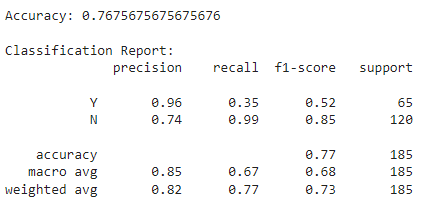 Accuracy: 0.7675675675675676
Classification Report:
precision recall f1-score support
Y 0.96 0.35 0.52 65
N 0.74 0.99 0.85 120
accuracy 0.77 185
macro avg 0.85 0.67 0.68 185
weighted avg 0.82 0.77 0.73 185